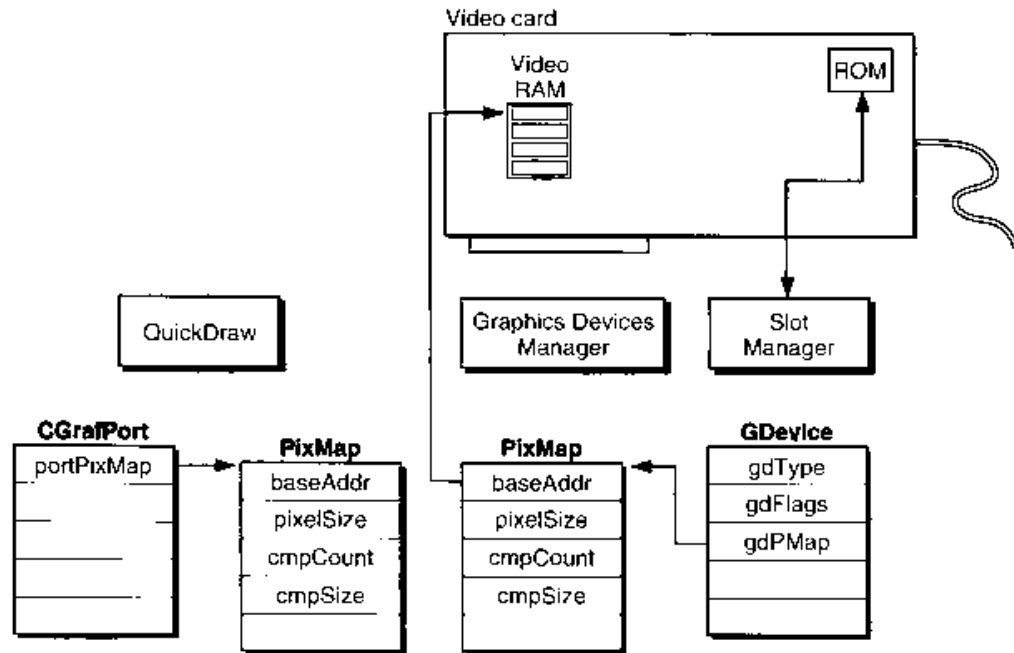 Video card
Video
RAM
ROM
QuickDraw
Graphics Devices
Manager
Slot
Manager
CGrafPort
portPixMap
PixMap
baseAddr
pixelSize
cmpCount
cmpSize
PixMap
baseAddr
pixelSize
cmpCount
cmpSize
GDevice
gdType
gdFlags
gdPMap